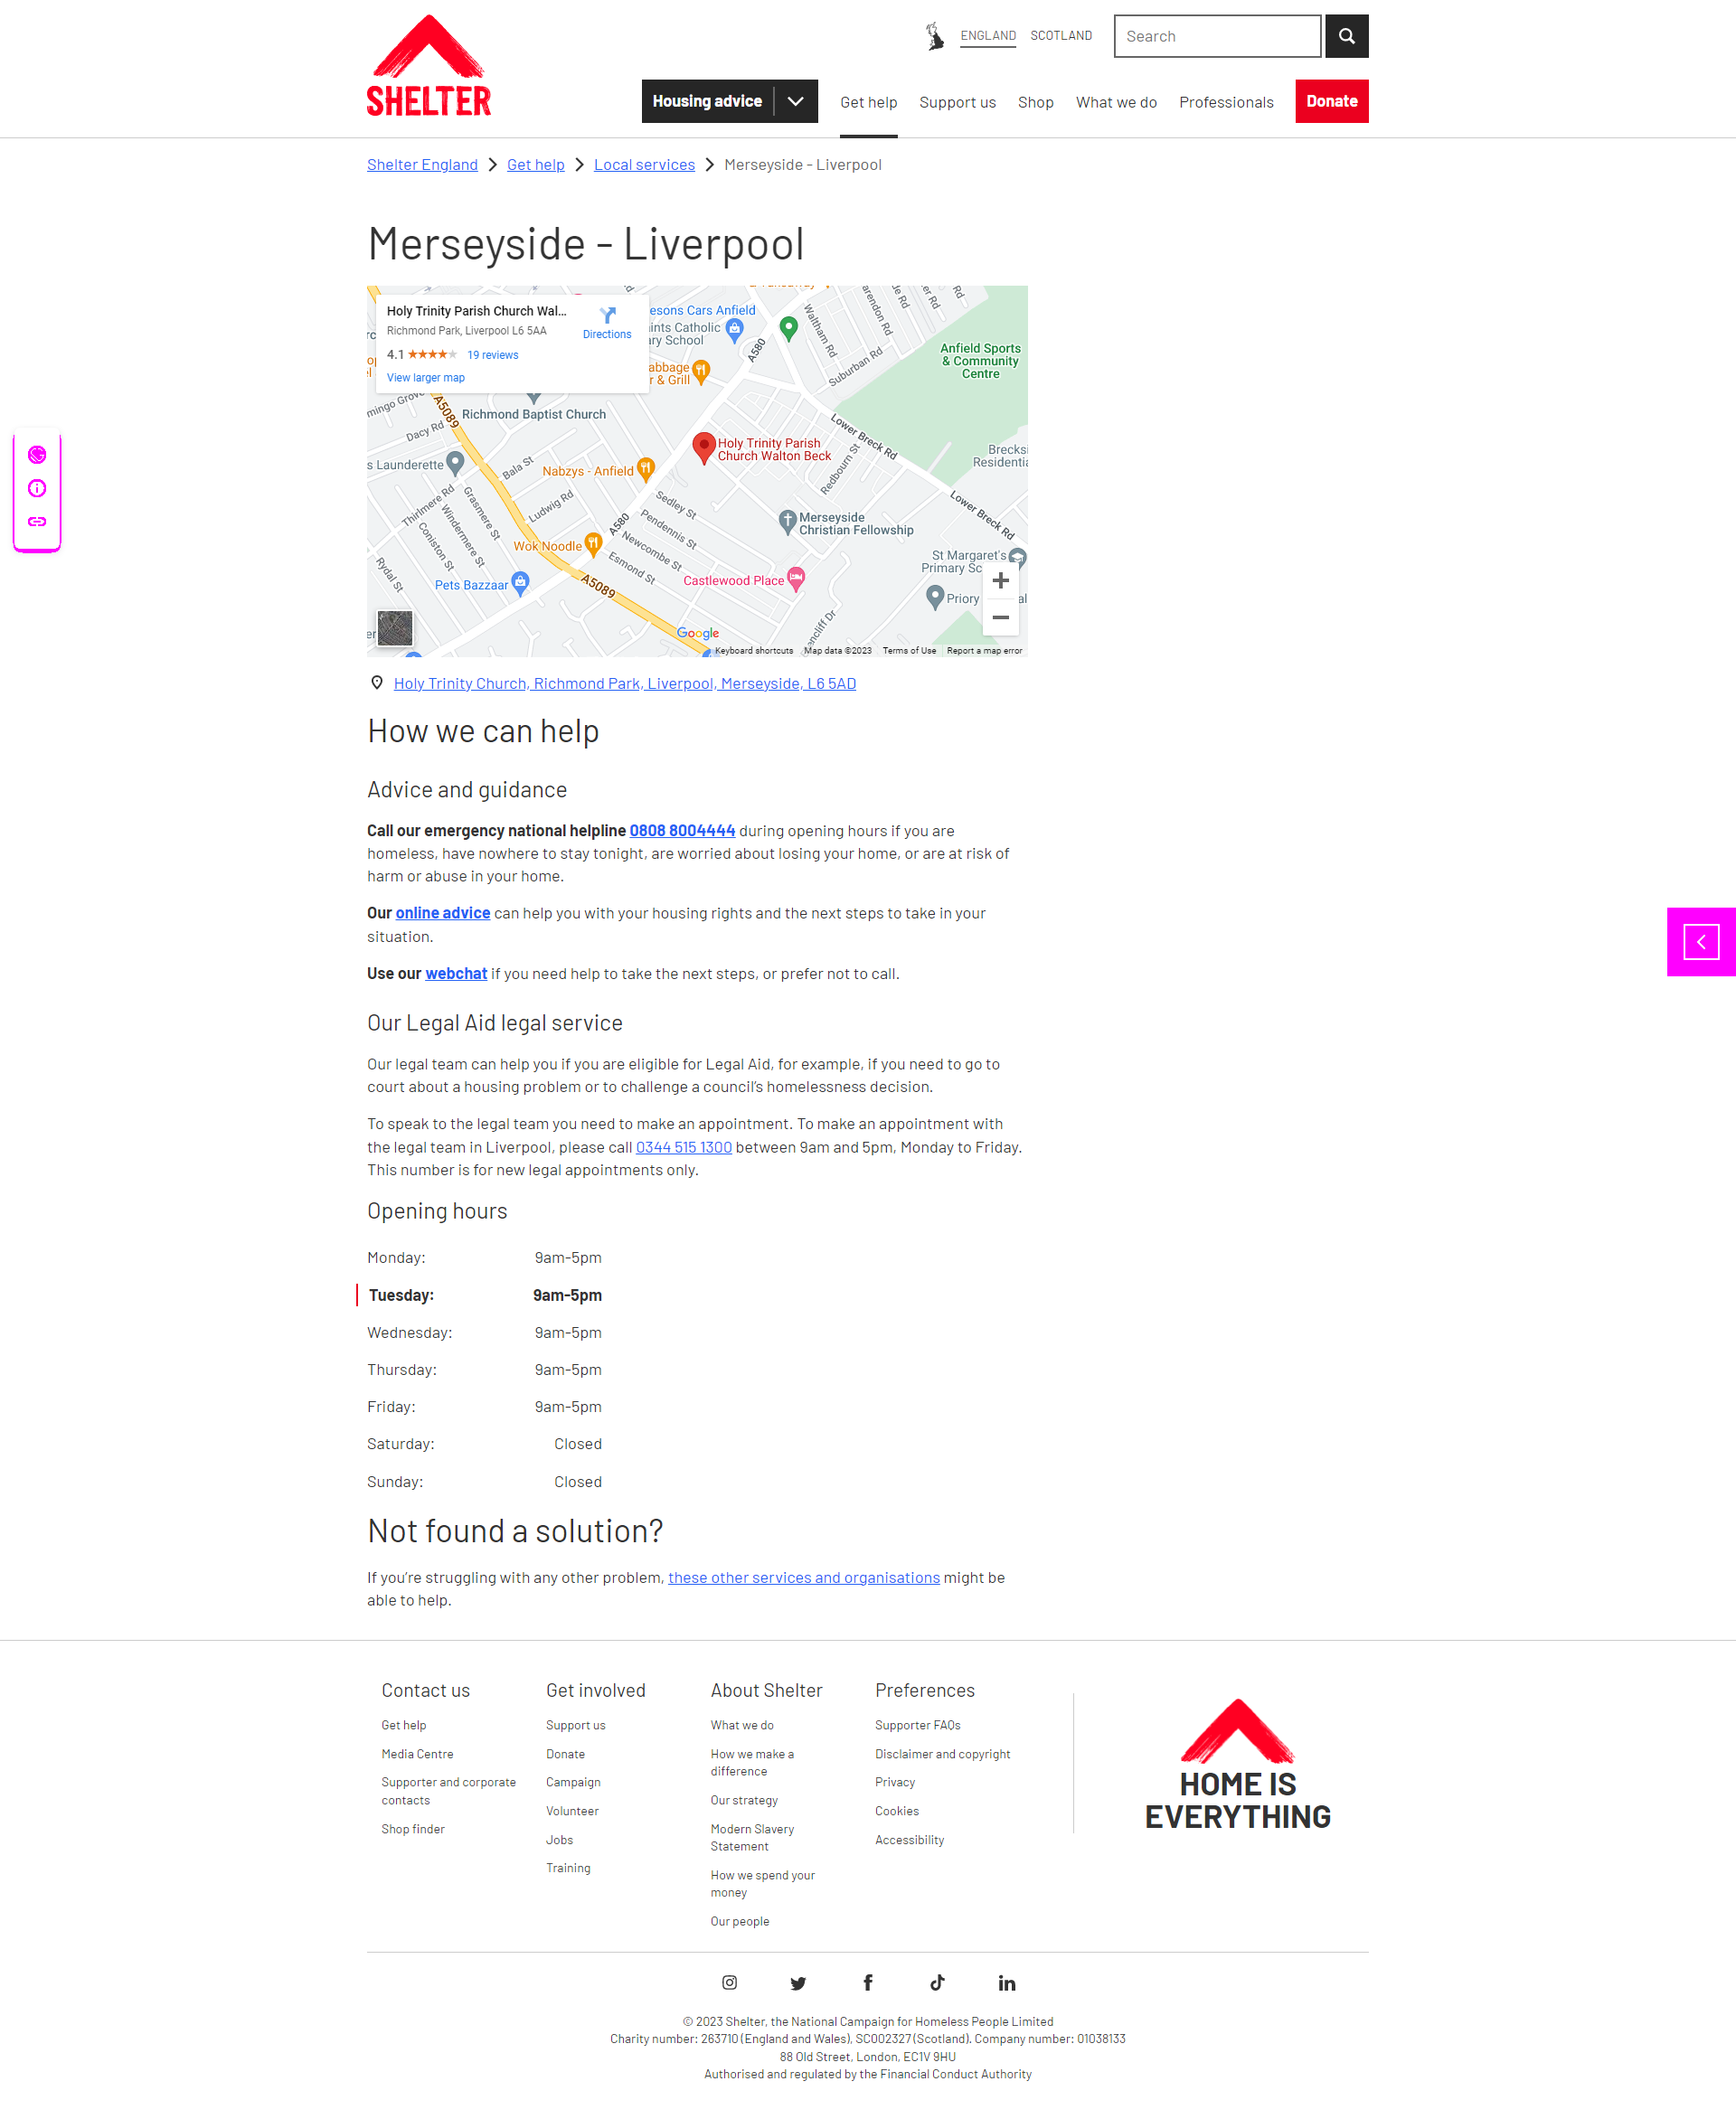 SHELTER
ENGLAND
SCOTLAND
Search
Housing advice
Get help
Support us
Shop
What we do
Professionals
Donate
Shelter England
Get help
Local services
Merseyside - Liverpool
Merseyside - Liverpool
Holy Trinity Parish Church Wal...
Richmond Park, Liverpool L6 5AA
4.1
19 reviews
View larger map
Directions
esons Cars Anfield
ints Catholic
ary School
A580
Waltham Rd
Suburban Rd
Anfield Sports
& Community
Centre
abbage
r & Grill
A5089
Richmond Baptist Church
Dacy Rd
s Launderette
Bala St
Nabzys - Anfield
Holy Trinity Parish
Church Walton Beck
Lower Breck Rd
Redbourn St
Brecksi
Residentia
Lower Breck Rd
Thirlmere Rd
Grasmere St
Windermere St
Coniston St
Ludwig Rd
Sedley St
Pendennis St
A580
Newcombe St
Esmond St
Merseyside
Christian Fellowship
Wok Noodle
St Margaret's
Primary Sc
Rydal St
Pets Bazzaar
A5089
Castlewood Place
Priory
al
Google
Keyboard shortcuts
Map data ©2023
Terms of Use
Report a map error
Holy Trinity Church, Richmond Park, Liverpool, Merseyside, L6 5AD
How we can help
Advice and guidance
Call our emergency national helpline 0808 8004444 during opening hours if you are
homeless, have nowhere to stay tonight, are worried about losing your home, or are at risk of
harm or abuse in your home.
Our online advice can help you with your housing rights and the next steps to take in your
situation.
Use our webchat if you need help to take the next steps, or prefer not to call.
Our Legal Aid legal service
Our legal team can help you if you are eligible for Legal Aid, for example, if you need to go to
court about a housing problem or to challenge a council's homelessness decision.
To speak to the legal team you need to make an appointment. To make an appointment with
the legal team in Liverpool, please call 0344 515 1300 between 9am and 5pm, Monday to Friday.
This number is for new legal appointments only.
Opening hours
Monday: 9am-5pm
Tuesday: 9am-5pm
Wednesday: 9am-5pm
Thursday: 9am-5pm
Friday: 9am-5pm
Saturday: Closed
Sunday: Closed
Not found a solution?
If you're struggling with any other problem, these other services and organisations might be
able to help.
Contact us
Get help
Media Centre
Supporter and corporate
contacts
Shop finder
Get involved
Support us
Donate
Campaign
Volunteer
Jobs
Training
About Shelter
What we do
How we make a
difference
Our strategy
Modern Slavery
Statement
How we spend your
money
Our people
Preferences
Supporter FAQs
Disclaimer and copyright
Privacy
Cookies
Accessibility
HOME IS
EVERYTHING
© 2023 Shelter, the National Campaign for Homeless People Limited
Charity number: 263710 (England and Wales), SC002327 (Scotland). Company number: 01038133
88 Old Street, London, EC1V 9HU
Authorised and regulated by the Financial Conduct Authority